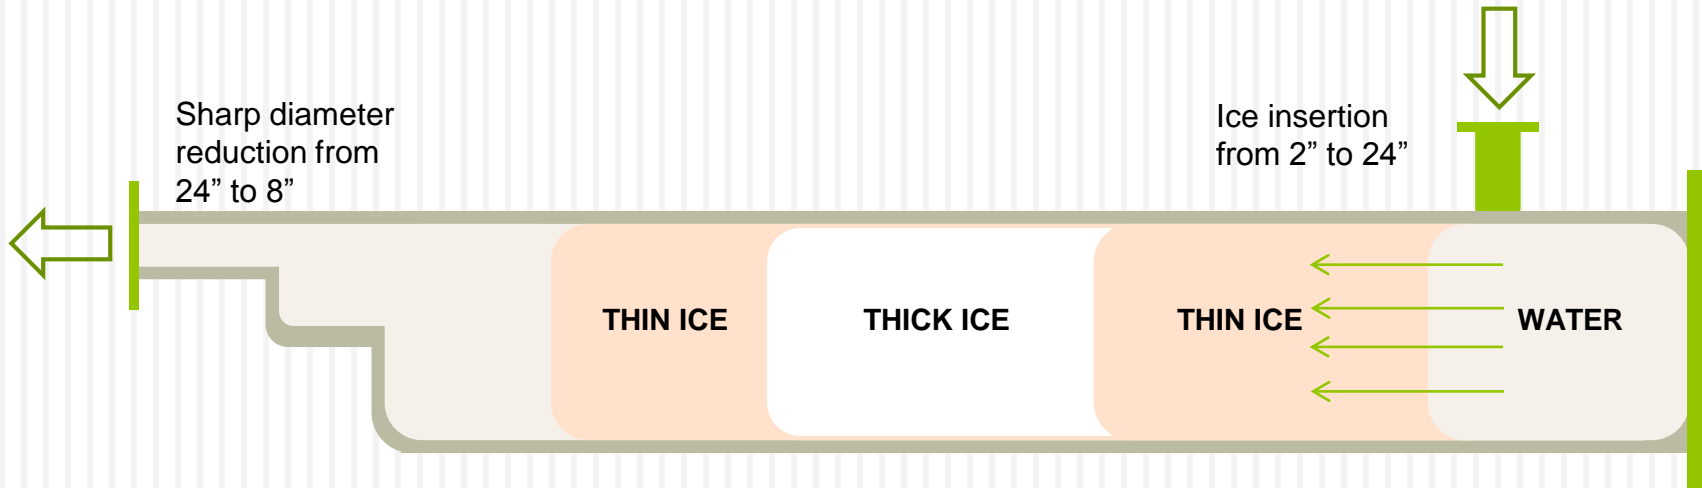 Sharp diameter
reduction from
24” to 8”
Ice insertion
from 2” to 24”
THIN ICE
THICK ICE
THIN ICE
WATER